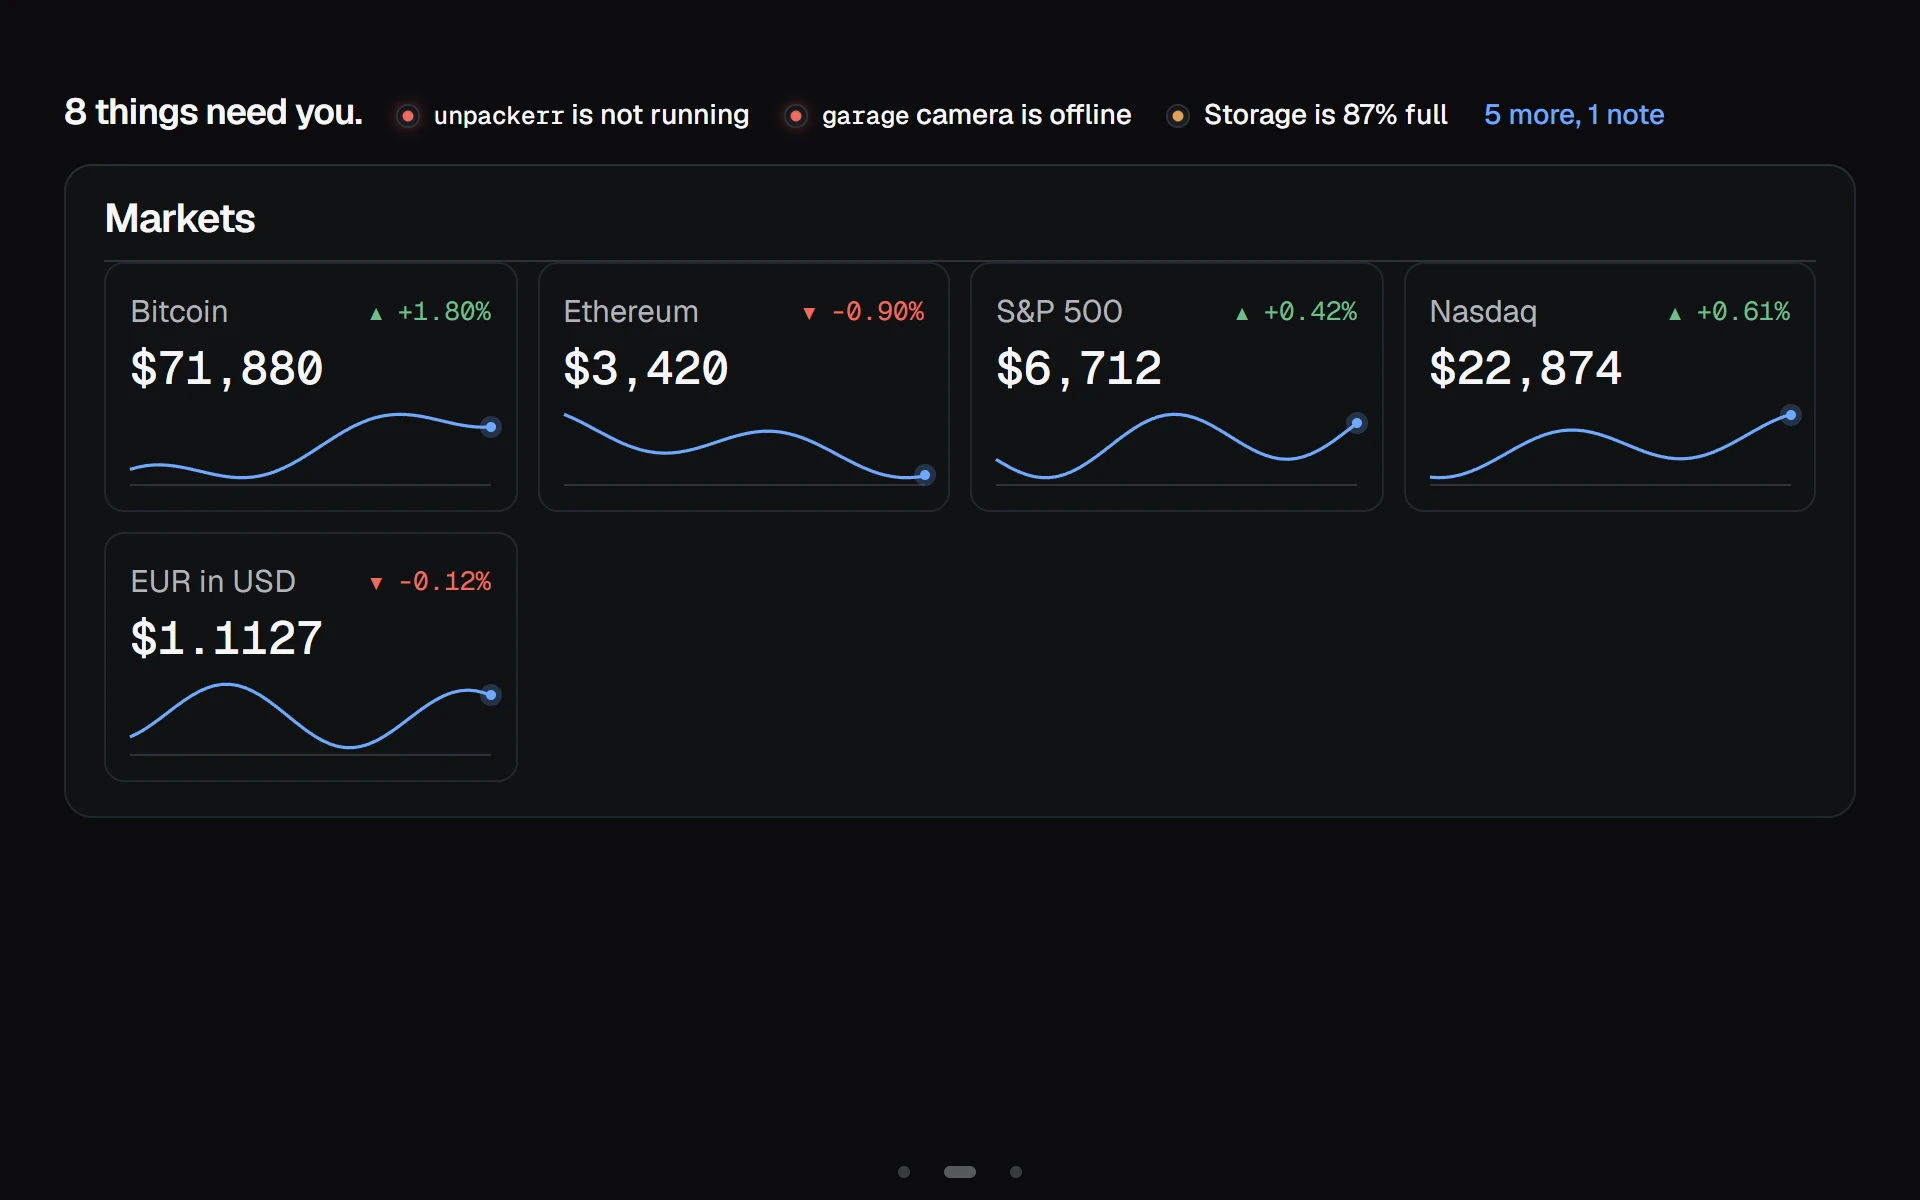 8 things need you. unpackerr is not running garage camera is offline Storage is 87% full 5 more, 1 note
Markets
Bitcoin ▲ +1.80%
$71,880
Ethereum ▼ -0.90%
$3,420
S&P 500 ▲ +0.42%
$6,712
Nasdaq ▲ +0.61%
$22,874
EUR in USD ▼ -0.12%
$1.1127